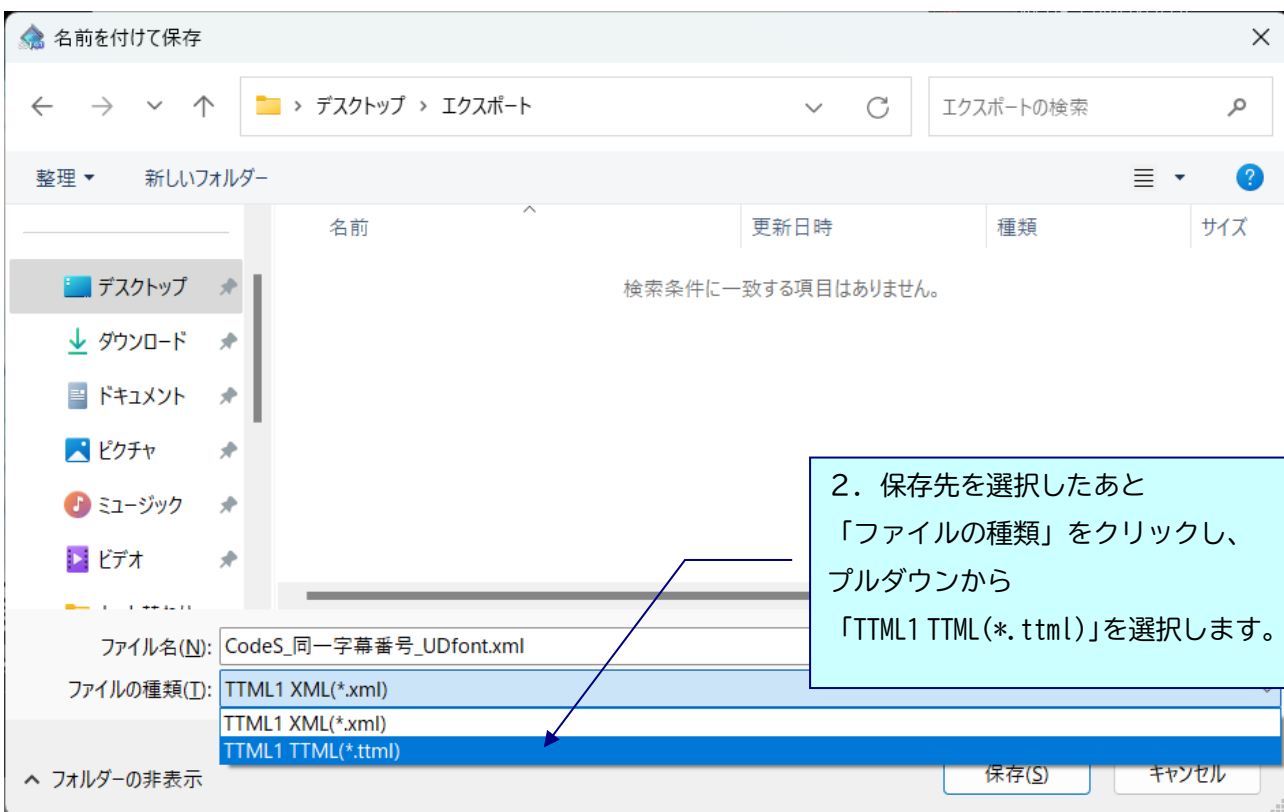 名前を付けて保存
デスクトップ › エクスポート
エクスポートの検索
整理
新しいフォルダー
名前 更新日時 種類 サイズ
検索条件に一致する項目はありません。
デスクトップ
ダウンロード
ドキュメント
ピクチャ
ミュージック
ビデオ
2．保存先を選択したあと
「ファイルの種類」をクリックし、
プルダウンから
「TTML1 TTML(*.ttml)」を選択します。
ファイル名(N): CodeS_同一字幕番号_UDfont.xml
ファイルの種類(T): TTML1 XML(*.xml)
TTML1 XML(*.xml)
TTML1 TTML(*.ttml)
フォルダーの非表示
保存(S) キャンセル